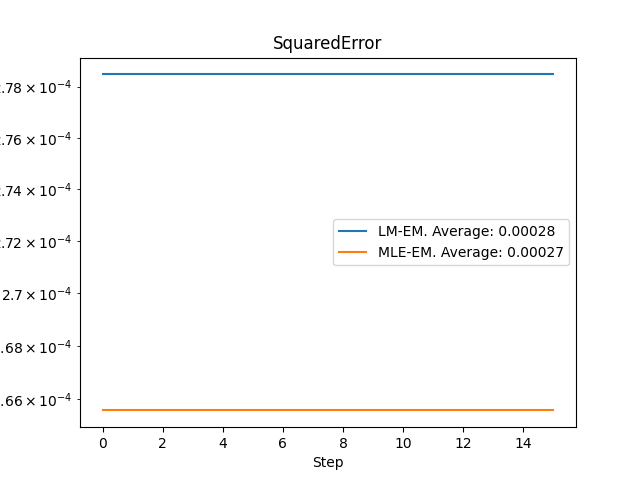 SquaredError
.78 × 10⁻⁴
.76 × 10⁻⁴
.74 × 10⁻⁴
.72 × 10⁻⁴
2.7 × 10⁻⁴
.68 × 10⁻⁴
.66 × 10⁻⁴
LM-EM. Average: 0.00028
MLE-EM. Average: 0.00027
0 2 4 6 8 10 12 14
Step